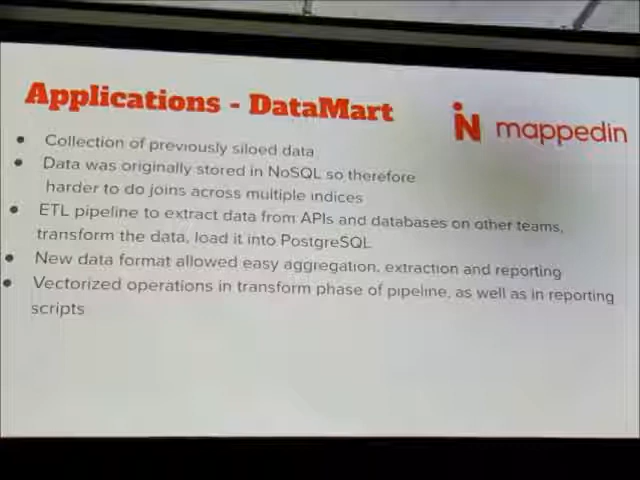 Applications - DataMart
mappedin
Collection of previously siloed data
Data was originally stored in NoSQL so therefore
harder to do joins across multiple indices
ETL pipeline to extract data from APIs and databases on other teams,
transform the data, load it into PostgreSQL
New data format allowed easy aggregation, extraction and reporting
Vectorized operations in transform phase of pipeline, as well as in reporting
scripts